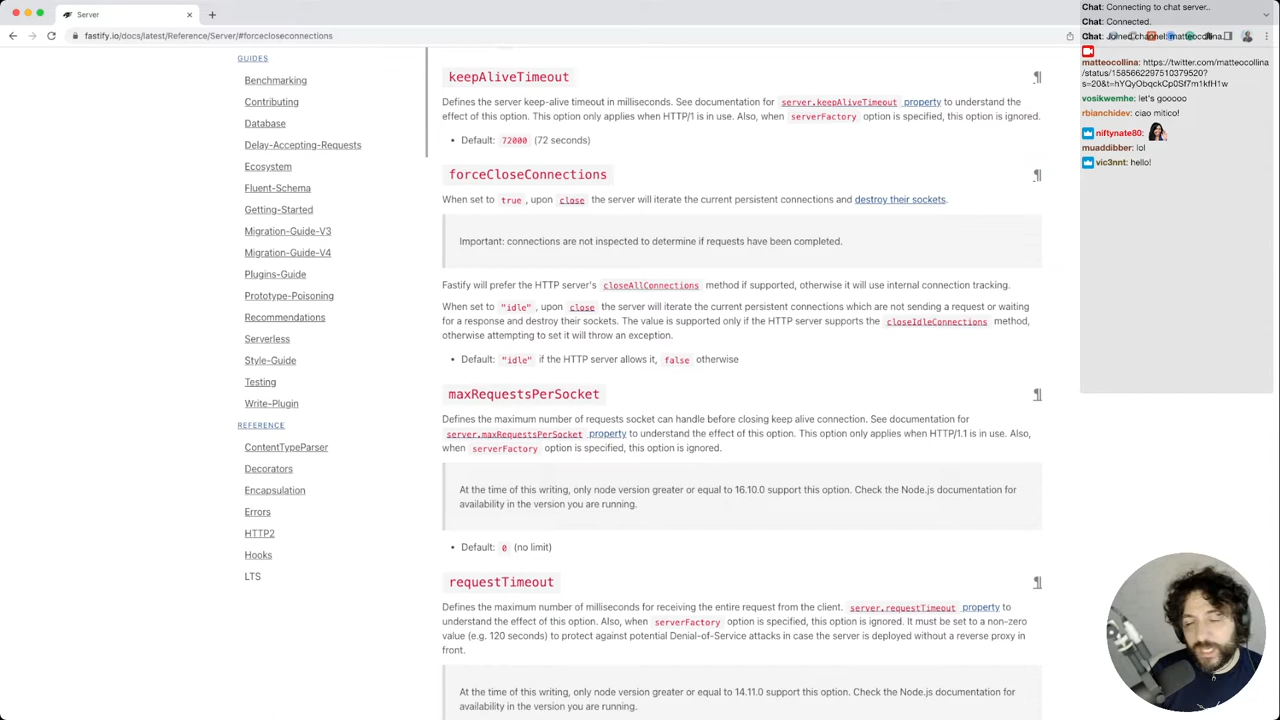 Server
fastify.io/docs/latest/Reference/Server/#forcecloseconnections
GUIDES
Benchmarking
Contributing
Database
Delay-Accepting-Requests
Ecosystem
Fluent-Schema
Getting-Started
Migration-Guide-V3
Migration-Guide-V4
Plugins-Guide
Prototype-Poisoning
Recommendations
Serverless
Style-Guide
Testing
Write-Plugin
REFERENCE
ContentTypeParser
Decorators
Encapsulation
Errors
HTTP2
Hooks
LTS
keepAliveTimeout ¶
Defines the server keep-alive timeout in milliseconds. See documentation for server.keepAliveTimeout property to understand the
effect of this option. This option only applies when HTTP/1 is in use. Also, when serverFactory option is specified, this option is ignored.
• Default: 72000 (72 seconds)
forceCloseConnections ¶
When set to true, upon close the server will iterate the current persistent connections and destroy their sockets.
Important: connections are not inspected to determine if requests have been completed.
Fastify will prefer the HTTP server's closeAllConnections method if supported, otherwise it will use internal connection tracking.
When set to "idle", upon close the server will iterate the current persistent connections which are not sending a request or waiting
for a response and destroy their sockets. The value is supported only if the HTTP server supports the closeIdleConnections method,
otherwise attempting to set it will throw an exception.
• Default: "idle" if the HTTP server allows it, false otherwise
maxRequestsPerSocket ¶
Defines the maximum number of requests socket can handle before closing keep alive connection. See documentation for
server.maxRequestsPerSocket property to understand the effect of this option. This option only applies when HTTP/1.1 is in use. Also,
when serverFactory option is specified, this option is ignored.
At the time of this writing, only node version greater or equal to 16.10.0 support this option. Check the Node.js documentation for
availability in the version you are running.
• Default: 0 (no limit)
requestTimeout ¶
Defines the maximum number of milliseconds for receiving the entire request from the client. server.requestTimeout property to
understand the effect of this option. Also, when serverFactory option is specified, this option is ignored. It must be set to a non-zero
value (e.g. 120 seconds) to protect against potential Denial-of-Service attacks in case the server is deployed without a reverse proxy in
front.
At the time of this writing, only node version greater or equal to 14.11.0 support this option. Check the Node.js documentation for
availability in the version you are running.
Chat: Connecting to chat server..
Chat: Connected.
Chat: Joined channel: matteocollina.
matteocollina: https://twitter.com/matteocollina
/status/1585662297510379520?
s=20&t=hYQyObqckCp0Sf7m1kfH1w
vosikwemhe: let's gooooo
rbianchidev: ciao mitico!
niftynate80:
muaddibber: lol
vic3nnt: hello!